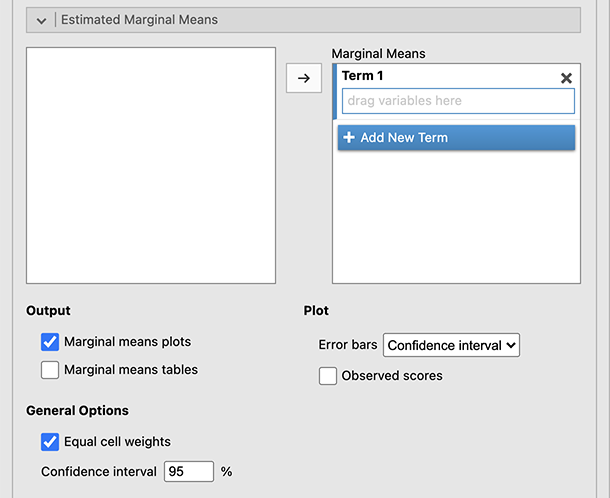 Estimated Marginal Means
Marginal Means
Term 1
drag variables here
Add New Term
Output
Marginal means plots
Marginal means tables
General Options
Equal cell weights
Confidence interval 95 %
Plot
Error bars Confidence interval
Observed scores